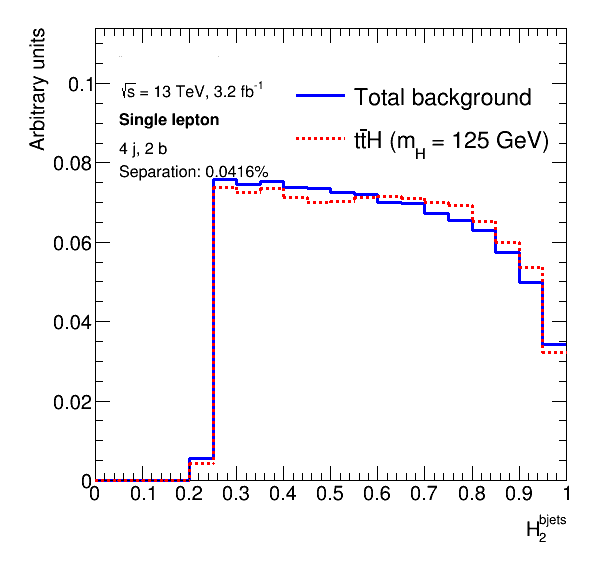 Arbitrary units
√s = 13 TeV, 3.2 fb⁻¹
Single lepton
4 j, 2 b
Separation: 0.0416%
Total background
tt̄H (m_H = 125 GeV)
0.1
0.08
0.06
0.04
0.02
0
0 0.1 0.2 0.3 0.4 0.5 0.6 0.7 0.8 0.9 1
H₂^bjets